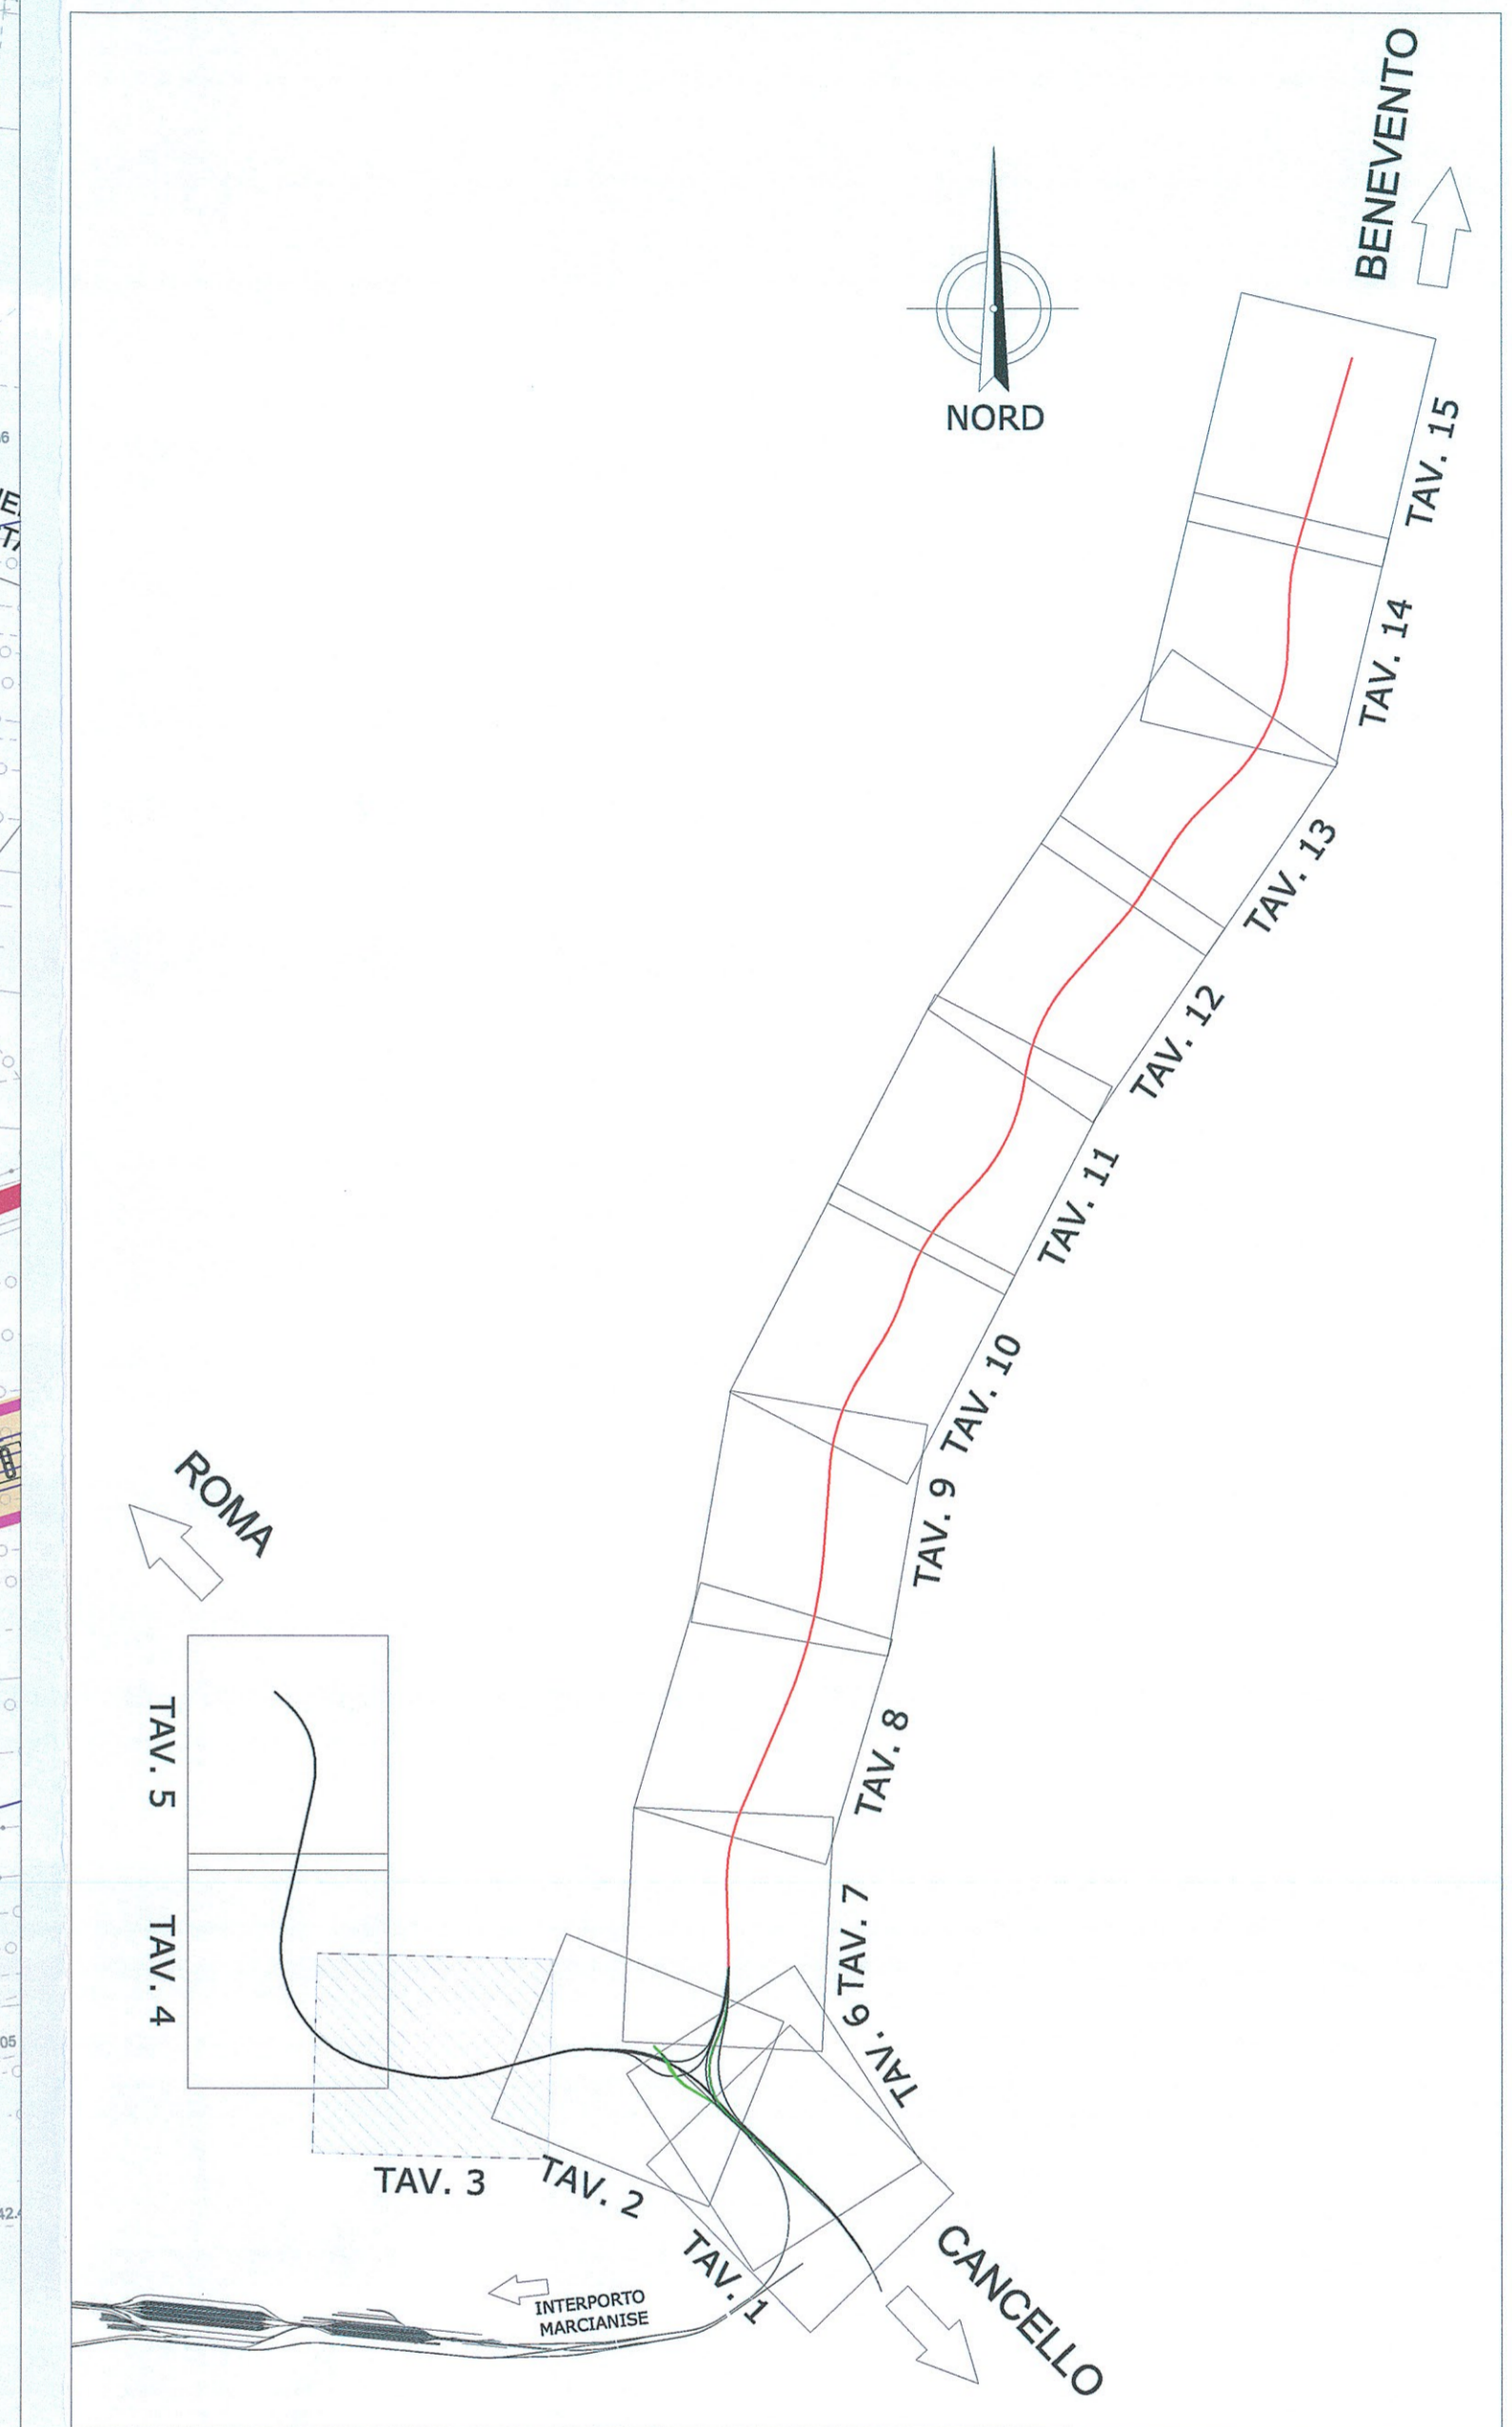 BENEVENTO
NORD
TAV. 15
TAV. 14
TAV. 13
TAV. 12
TAV. 11
TAV. 10
TAV. 9
ROMA
TAV. 8
TAV. 5
TAV. 7
TAV. 4
TAV. 6
TAV. 3
TAV. 2
TAV. 1
CANCELLO
INTERPORTO
MARCIANISE